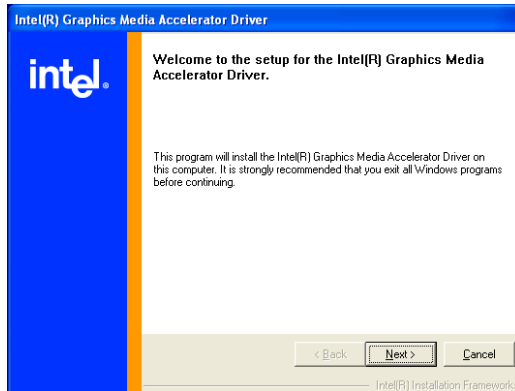 Intel(R) Graphics Media Accelerator Driver
intel.
Welcome to the setup for the Intel(R) Graphics Media
Accelerator Driver.
This program will install the Intel(R) Graphics Media Accelerator Driver on
this computer. It is strongly recommended that you exit all Windows programs
before continuing.
< Back
Next >
Cancel
Intel(R) Installation Framework